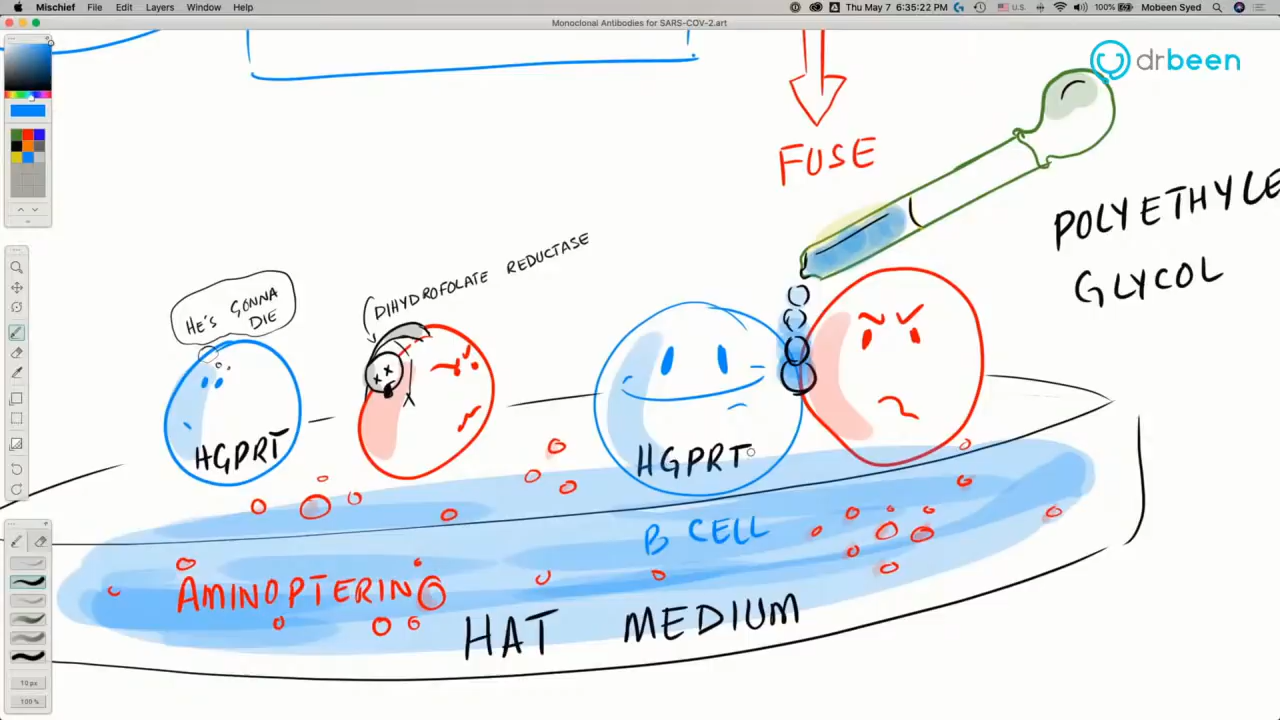 Mischief File Edit Layers Window Help
100% Thu May 7 6:35:22 PM Mobeen Syed
U.S.
Monoclonal Antibodies for SARS-COV-2.art
drbeen
FUSE
POLYETHYLE
GLYCOL
DIHYDROFOLATE REDUCTASE
HE'S GONNA
DIE
HGPRT
HGPRT
B CELL
AMINOPTERIN
HAT MEDIUM
10 px
100%